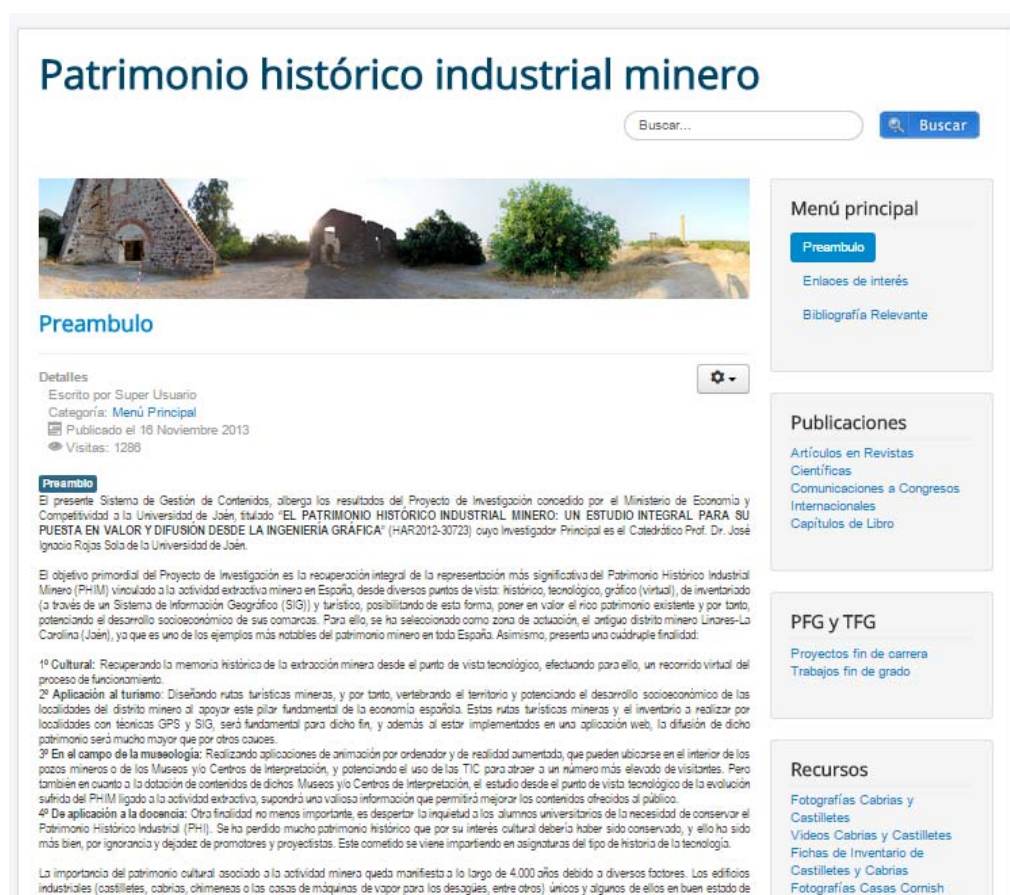 Patrimonio histórico industrial minero
Buscar...
Buscar
Preambulo
Detalles
Escrito por Super Usuario
Categoría: Menú Principal
Publicado el 16 Noviembre 2013
Visitas: 1286
Preamblo
El presente Sistema de Gestión de Contenidos, alberga los resultados del Proyecto de Investigación concedido por el Ministerio de Economía y
Competitividad a la Universidad de Jaén, titulado "EL PATRIMONIO HISTÓRICO INDUSTRIAL MINERO: UN ESTUDIO INTEGRAL PARA SU
PUESTA EN VALOR Y DIFUSIÓN DESDE LA INGENIERÍA GRÁFICA" (HAR2012-30723) cuyo Investigador Principal es el Catedrático Prof. Dr. José
Ignacio Rojas Sola de la Universidad de Jaén.
El objetivo primordial del Proyecto de Investigación es la recuperación integral de la representación más significativa del Patrimonio Histórico Industrial
Minero (PHIM) vinculado a la actividad extractiva minera en España, desde diversos puntos de vista: histórico, tecnológico, gráfico (virtual), de inventariado
(a través de un Sistema de Información Geográfico (SIG)) y turístico, posibilitando de esta forma, poner en valor el rico patrimonio existente y por tanto,
potenciando el desarrollo socioeconómico de sus comarcas. Para ello, se ha seleccionado como zona de actuación, el antiguo distrito minero Linares-La
Carolina (Jaén), ya que es uno de los ejemplos más notables del patrimonio minero en toda España. Asimismo, presenta una cuádruple finalidad:
1º Cultural: Recuperando la memoria histórica de la extracción minera desde el punto de vista tecnológico, efectuando para ello, un recorrido virtual del
proceso de funcionamiento.
2º Aplicación al turismo: Diseñando rutas turísticas mineras, y por tanto, vertebrando el territorio y potenciando el desarrollo socioeconómico de las
localidades del distrito minero al apoyar este pilar fundamental de la economía española. Estas rutas turísticas mineras y el inventario a realizar por
localidades con técnicas GPS y SIG, será fundamental para dicho fin, y además al estar implementados en una aplicación web, la difusión de dicho
patrimonio será mucho mayor que por otros cauces.
3º En el campo de la museología: Realizando aplicaciones de animación por ordenador y de realidad aumentada, que pueden ubicarse en el interior de los
pozos mineros o de los Museos y/o Centros de Interpretación, y potenciando el uso de las TIC para atraer a un número más elevado de visitantes. Pero
también en cuanto a la dotación de contenidos de dichos Museos y/o Centros de Interpretación, el estudio desde el punto de vista tecnológico de la evolución
sufrida del PHIM ligado a la actividad extractiva, supondrá una valiosa información que permitirá mejorar los contenidos ofrecidos al público.
4º De aplicación a la docencia: Otra finalidad no menos importante, es despertar la inquietud a los alumnos universitarios de la necesidad de conservar el
Patrimonio Histórico Industrial (PHI). Se ha perdido mucho patrimonio histórico que por su interés cultural debería haber sido conservado, y ello ha sido
más bien, por ignorancia y dejadez de promotores y proyectistas. Este cometido se viene impartiendo en asignaturas del tipo de historia de la tecnología.
La importancia del patrimonio cultural asociado a la actividad minera queda manifiesta a lo largo de 4.000 años debido a diversos factores. Los edificios
industriales (castilletes, cabrias, chimeneas o las casas de máquinas de vapor para los desagües, entre otros) únicos y algunos de ellos en buen estado de
Menú principal
Preambulo
Enlaces de interés
Bibliografía Relevante
Publicaciones
Artículos en Revistas
Científicas
Comunicaciones a Congresos
Internacionales
Capítulos de Libro
PFG y TFG
Proyectos fin de carrera
Trabajos fin de grado
Recursos
Fotografías Cabrias y
Castilletes
Videos Cabrias y Castilletes
Fichas de Inventario de
Castilletes y Cabrias
Fotografías Casas Cornish